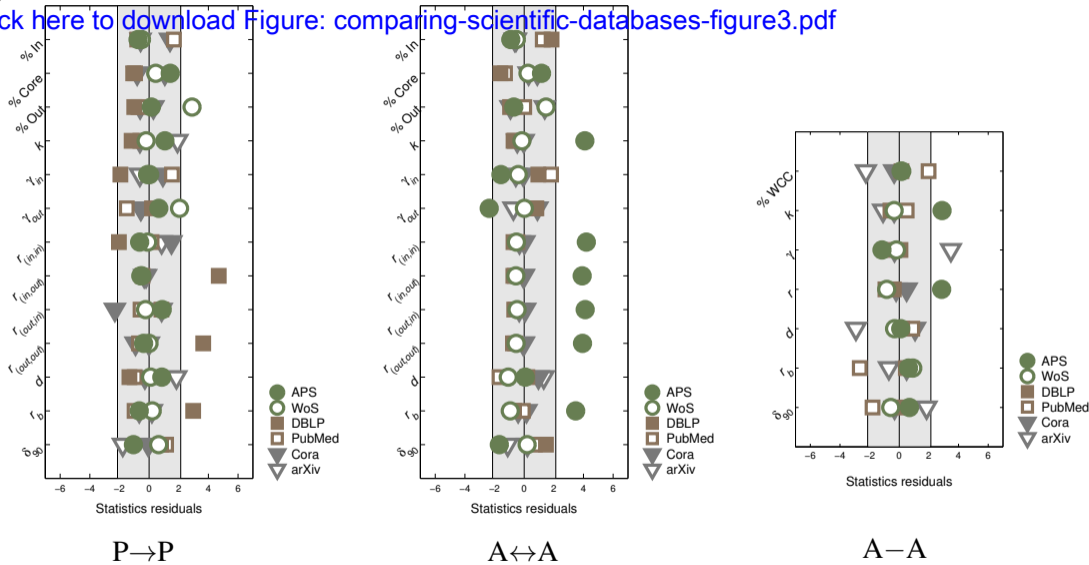 ck here to download Figure: comparing-scientific-databases-figure3.pdf
% In
% Core
% Out
k
γin
γout
r(in,in)
r(in,out)
r(out,in)
r(out,out)
d
rb
δ90
−6 −4 −2 0 2 4 6
Statistics residuals
APS
WoS
DBLP
PubMed
Cora
arXiv
P→P
% In
% Core
% Out
k
γin
γout
r(in,in)
r(in,out)
r(out,in)
r(out,out)
d
rb
δ90
−6 −4 −2 0 2 4 6
Statistics residuals
APS
WoS
DBLP
PubMed
Cora
arXiv
A↔A
% WCC
k
γ
r
d
rb
δ90
−6 −4 −2 0 2 4 6
Statistics residuals
APS
WoS
DBLP
PubMed
Cora
arXiv
A−A